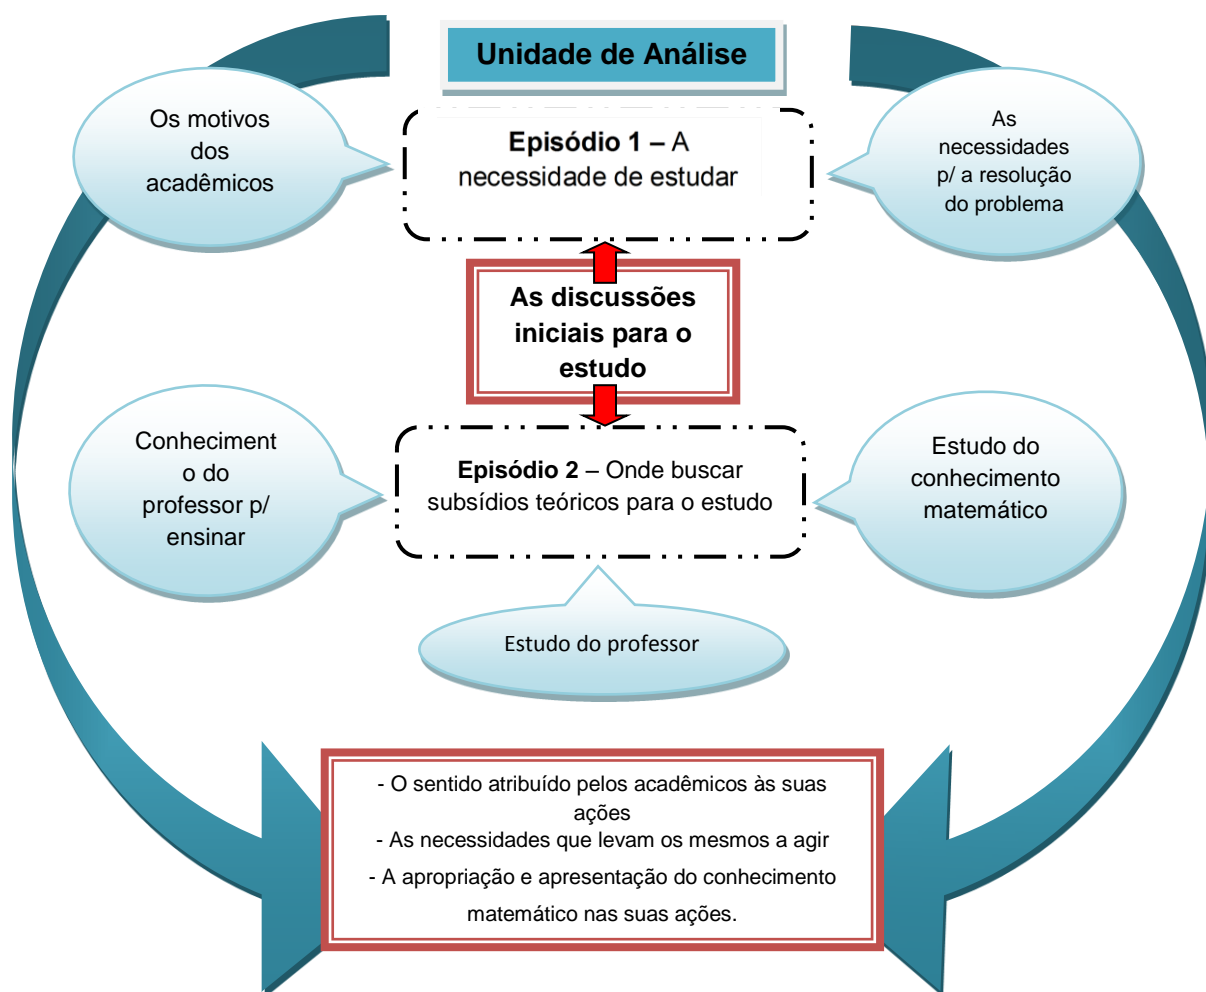 Unidade de Análise
Os motivos
dos
acadêmicos
Episódio 1 – A
necessidade de estudar
As
necessidades
p/ a resolução
do problema
As discussões
iniciais para o
estudo
Conheciment
o do
professor p/
ensinar
Episódio 2 – Onde buscar
subsídios teóricos para o estudo
Estudo do
conhecimento
matemático
Estudo do professor
- O sentido atribuído pelos acadêmicos às suas
ações
- As necessidades que levam os mesmos a agir
- A apropriação e apresentação do conhecimento
matemático nas suas ações.